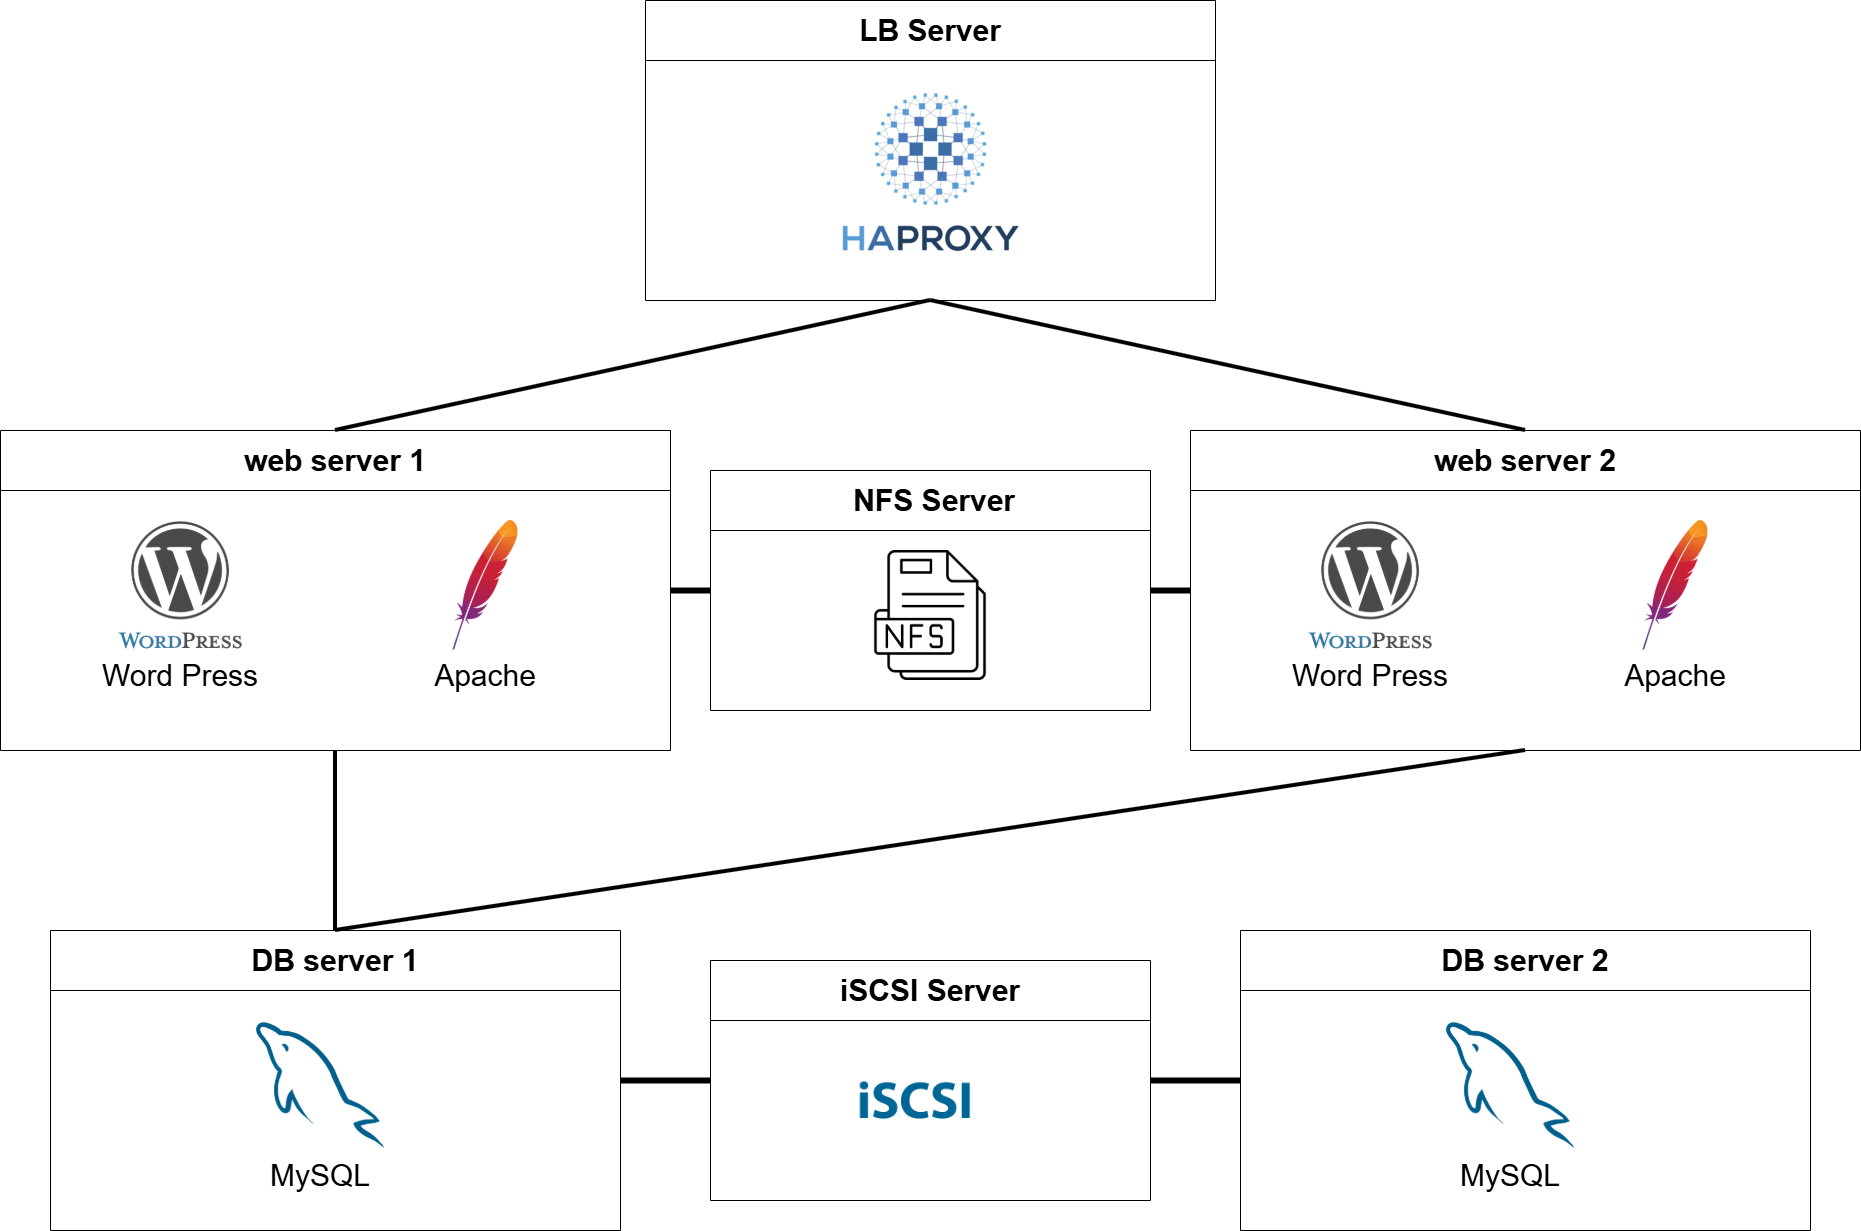 LB Server
HAPROXY
web server 1
WORDPRESS
Word Press
Apache
NFS Server
NFS
web server 2
WORDPRESS
Word Press
Apache
DB server 1
MySQL
iSCSI Server
iSCSI
DB server 2
MySQL